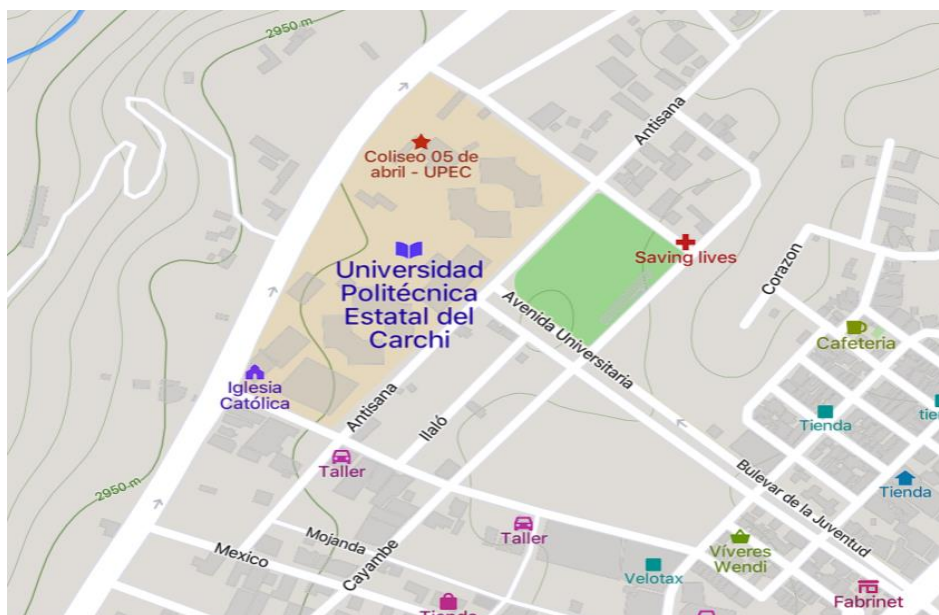 2950 m
Antisana
Coliseo 05 de
abril - UPEC
Saving lives
Corazon
Universidad
Politécnica
Estatal del
Carchi
Avenida Universitaria
Cafeteria
Iglesia
Católica
Antisana
Ilaló
Tienda
Taller
2950 m
Bulevar de la Juventud
Tienda
Mojanda
Taller
Mexico
Cayambe
Víveres
Wendi
Velotax
Fabrinet